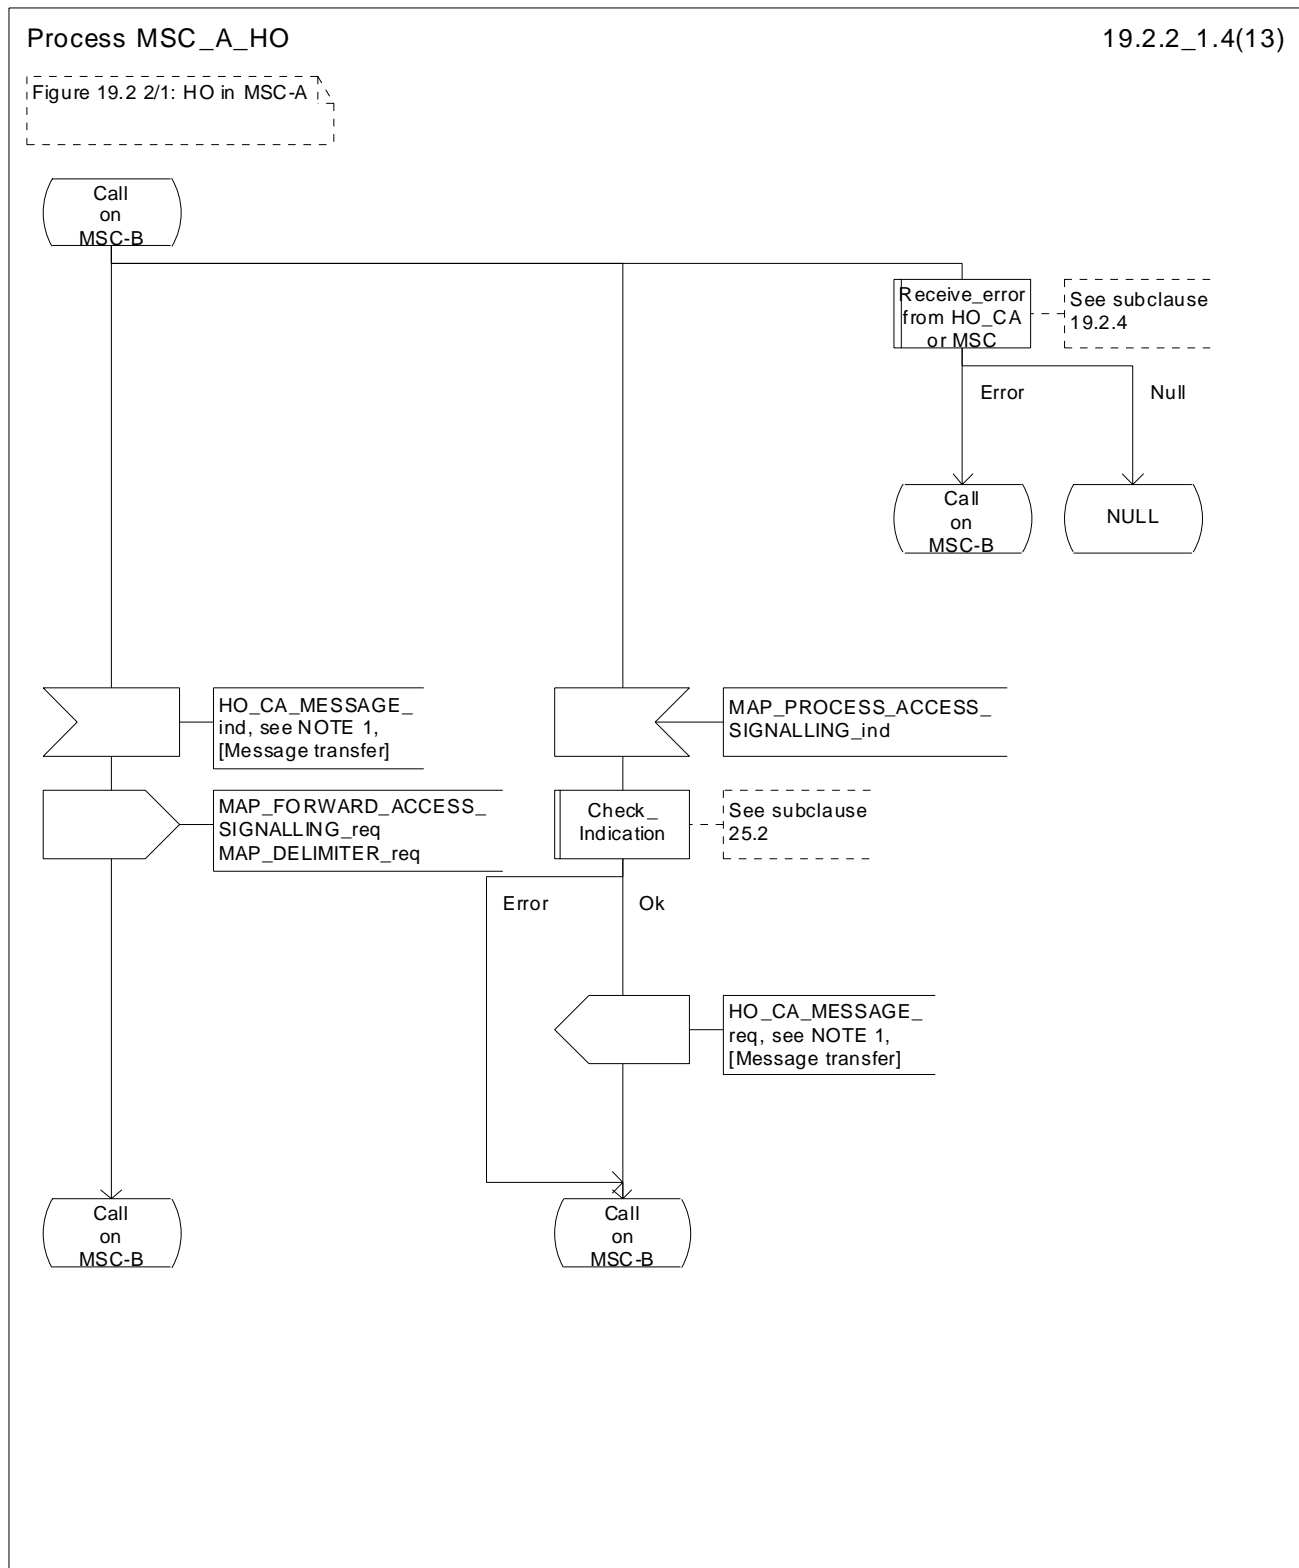 Process MSC_A_HO
19.2.2_1.4(13)
Figure 19.2 2/1: HO in MSC-A
Call
on
MSC-B
Receive_error
from HO_CA
or MSC
See subclause
19.2.4
Error
Null
Call
on
MSC-B
NULL
HO_CA_MESSAGE_
ind, see NOTE 1,
[Message transfer]
MAP_PROCESS_ACCESS_
SIGNALLING_ind
MAP_FORWARD_ACCESS_
SIGNALLING_req
MAP_DELIMITER_req
Check_
Indication
See subclause
25.2
Error
Ok
HO_CA_MESSAGE_
req, see NOTE 1,
[Message transfer]
Call
on
MSC-B
Call
on
MSC-B